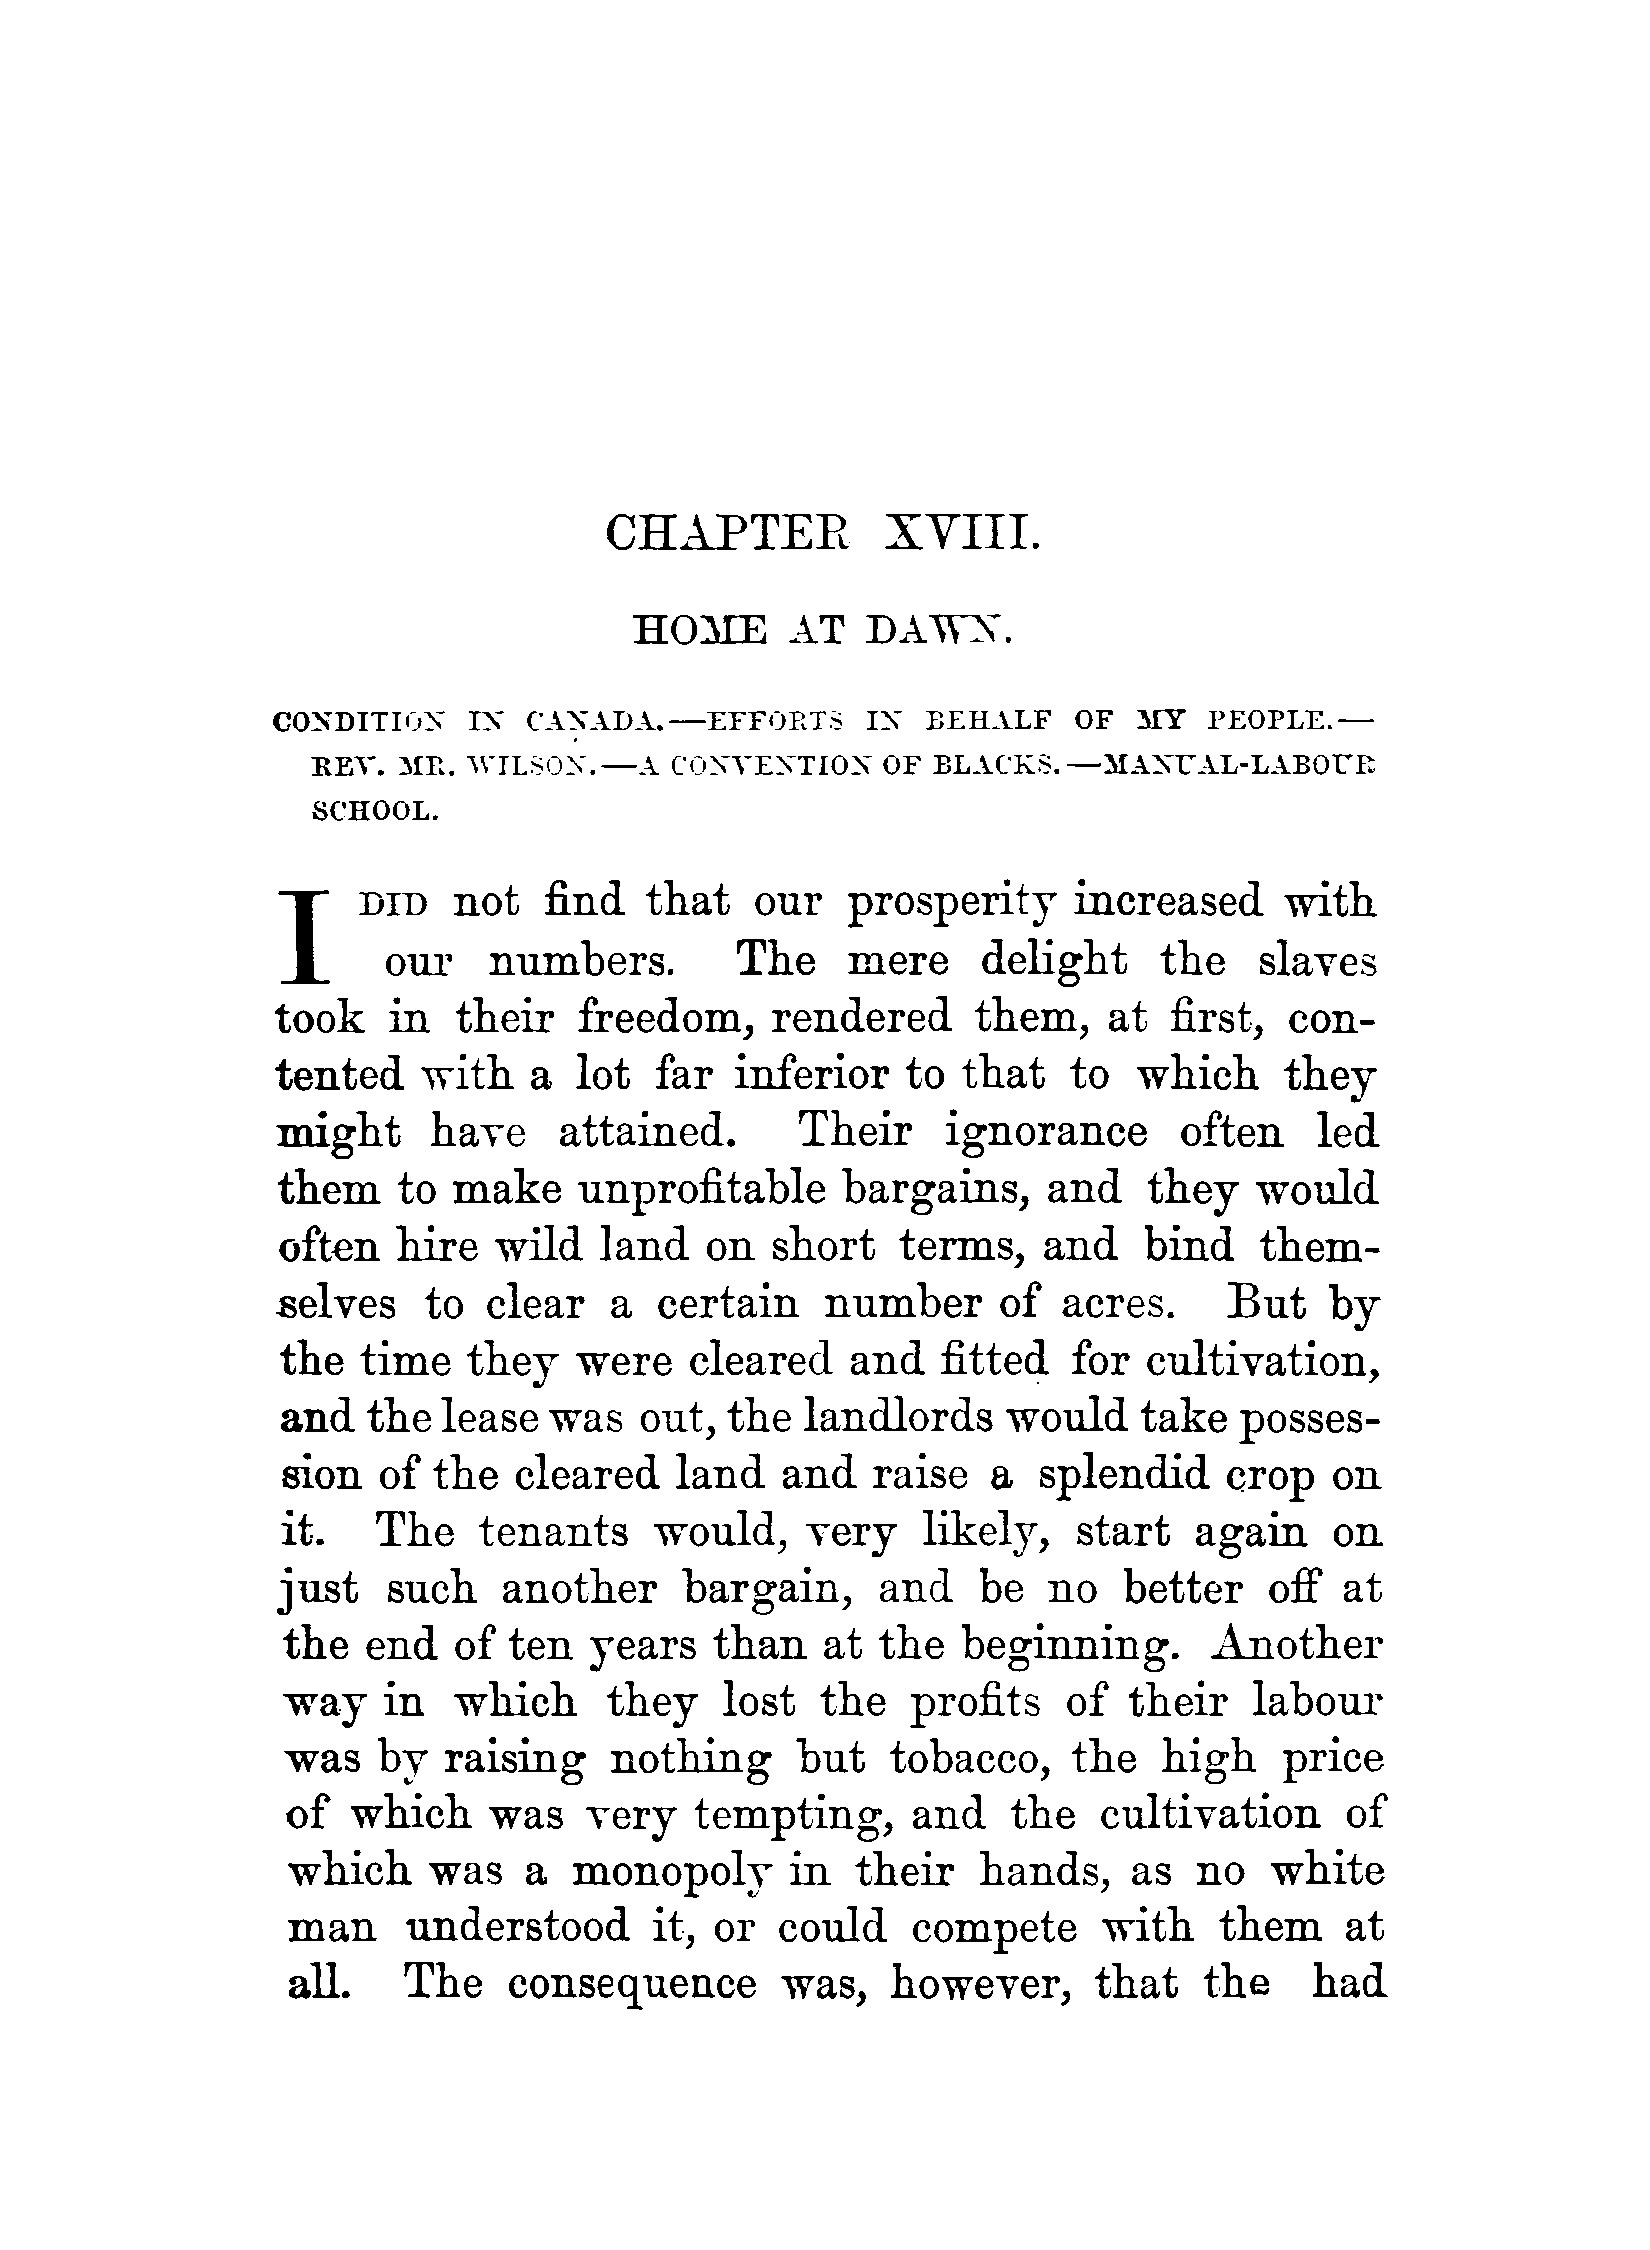 CHAPTER XVIII.
HOME AT DAWN.
CONDITION IN CANADA.—EFFORTS IN BEHALF OF MY PEOPLE.—
REV. MR. WILSON.—A CONVENTION OF BLACKS.—MANUAL-LABOUR
SCHOOL.
I DID not find that our prosperity increased with
our numbers. The mere delight the slaves
took in their freedom, rendered them, at first, con-
tented with a lot far inferior to that to which they
might have attained. Their ignorance often led
them to make unprofitable bargains, and they would
often hire wild land on short terms, and bind them-
selves to clear a certain number of acres. But by
the time they were cleared and fitted for cultivation,
and the lease was out, the landlords would take posses-
sion of the cleared land and raise a splendid crop on
it. The tenants would, very likely, start again on
just such another bargain, and be no better off at
the end of ten years than at the beginning. Another
way in which they lost the profits of their labour
was by raising nothing but tobacco, the high price
of which was very tempting, and the cultivation of
which was a monopoly in their hands, as no white
man understood it, or could compete with them at
all. The consequence was, however, that the had